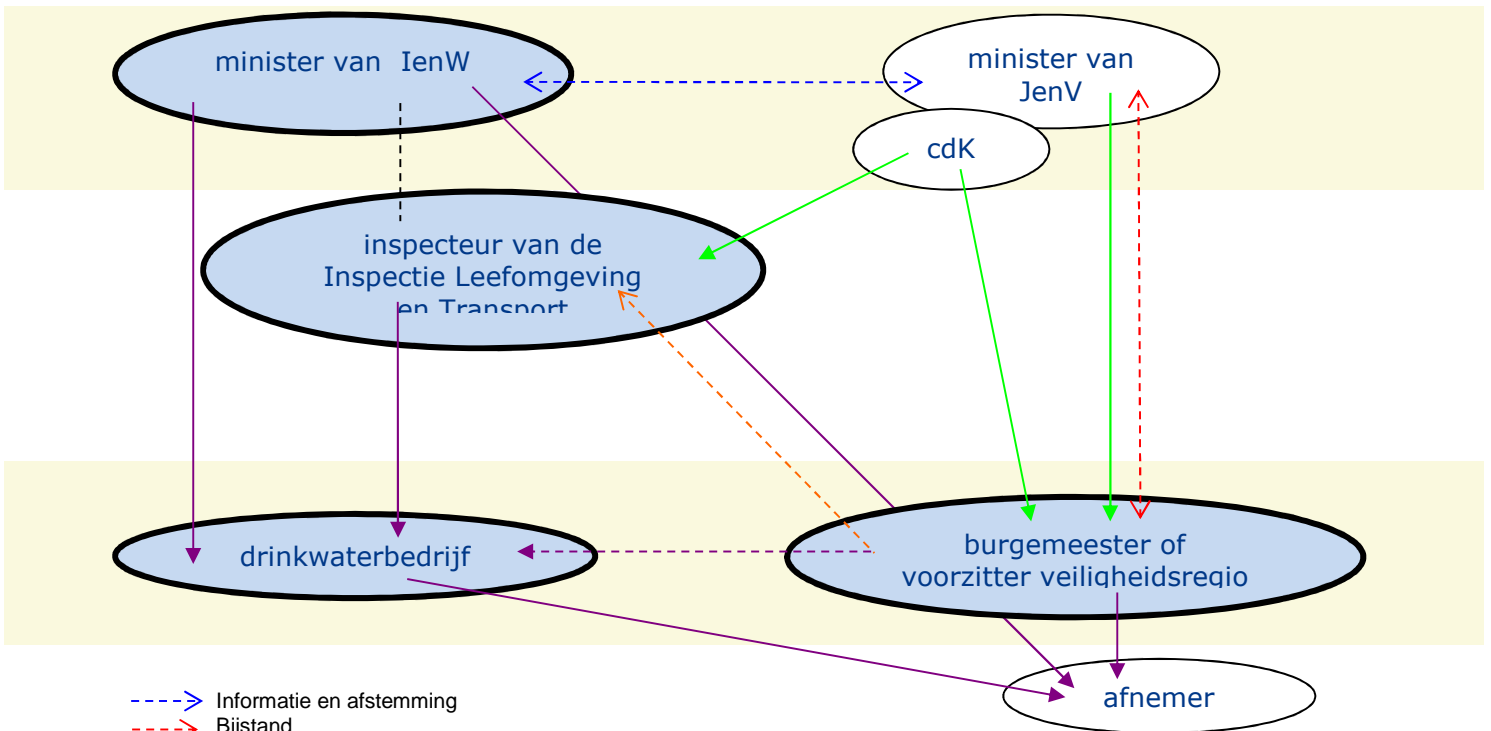 minister van IenW
minister van
JenV
cdK
inspecteur van de
Inspectie Leefomgeving
en Transport
drinkwaterbedrijf
burgemeester of
voorzitter veiligheidsregio
afnemer
Informatie en afstemming
Bijstand